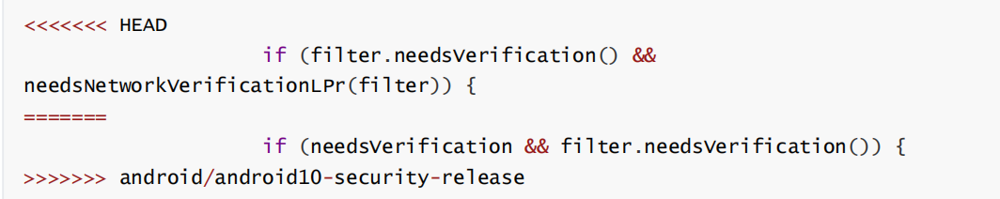 <<<<<<< HEAD
if (filter.needsVerification() &&
needsNetworkVerificationLPr(filter)) {
=======
if (needsVerification && filter.needsVerification()) {
>>>>>>> android/android10-security-release